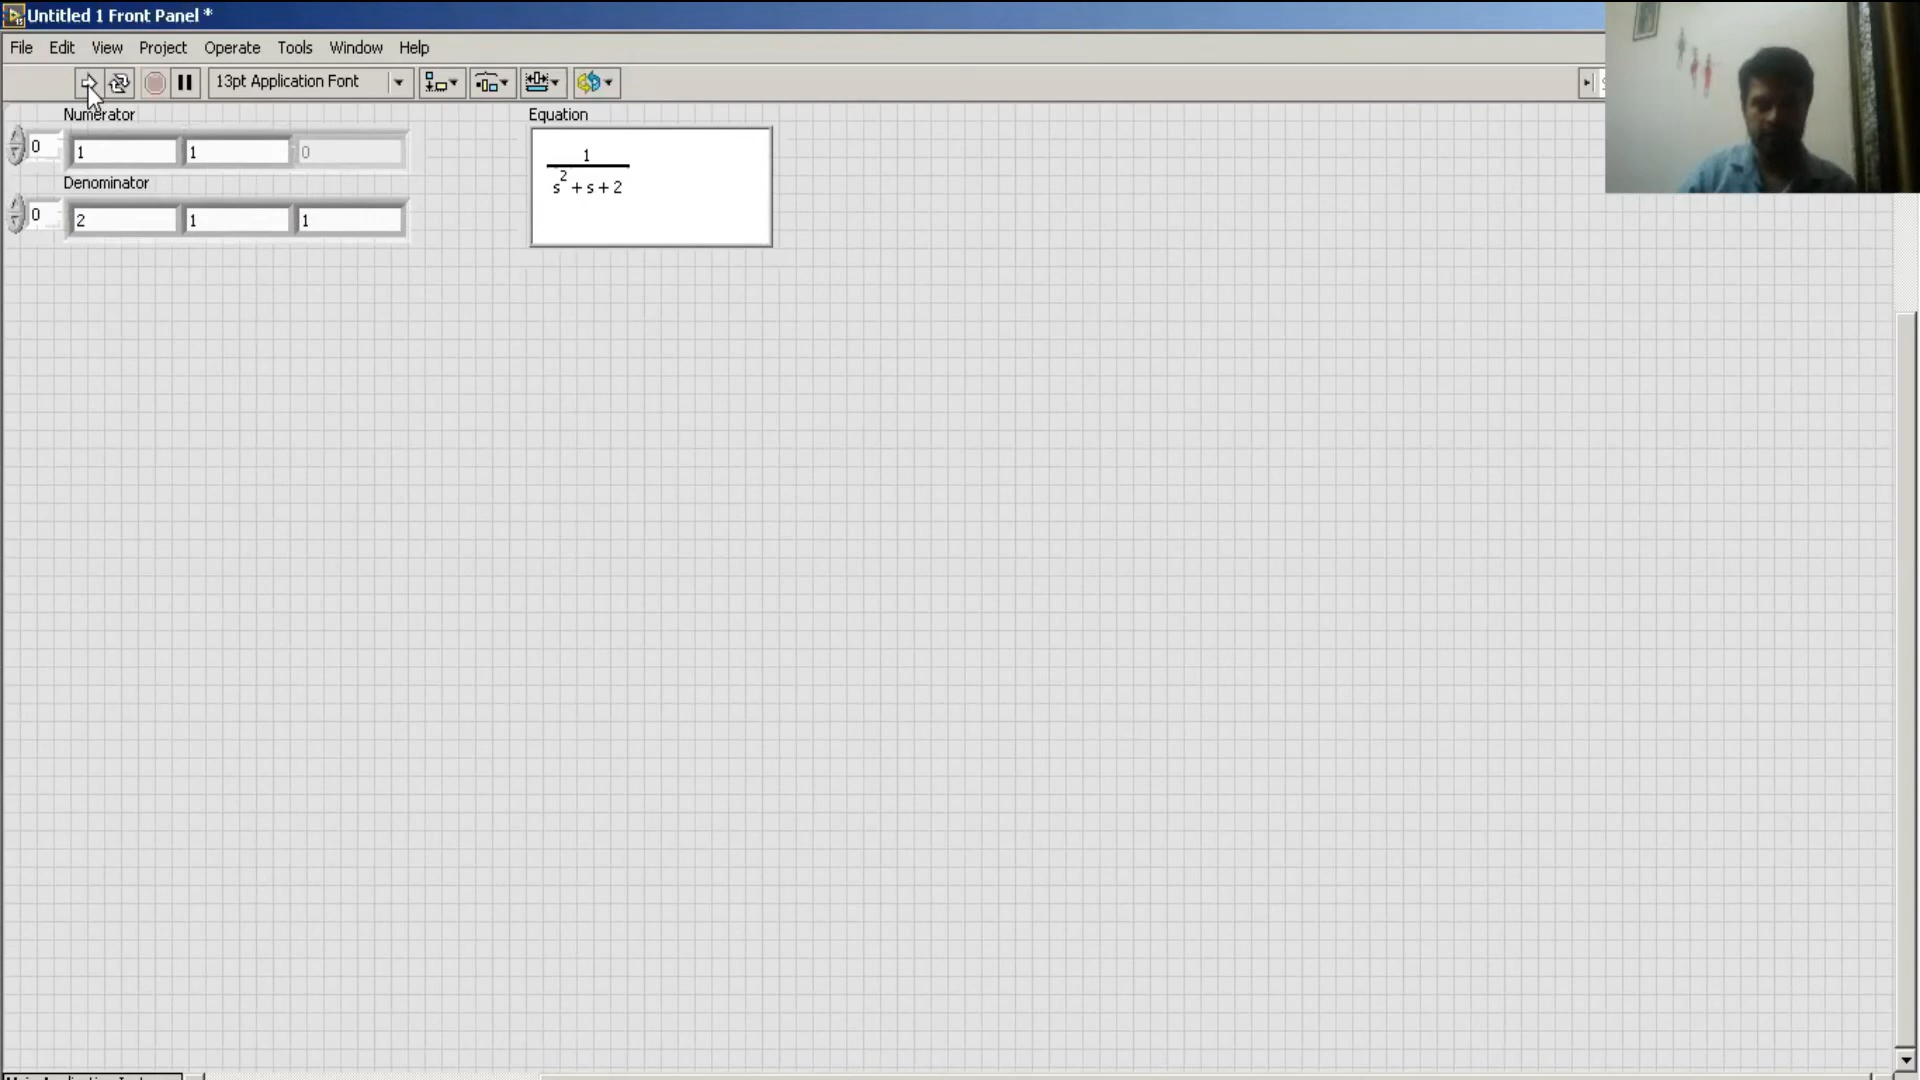 Untitled 1 Front Panel *
File Edit View Project Operate Tools Window Help
13pt Application Font
Numerator
0 1 1 0
Denominator
0 2 1 1
Equation
1
s² + s + 2